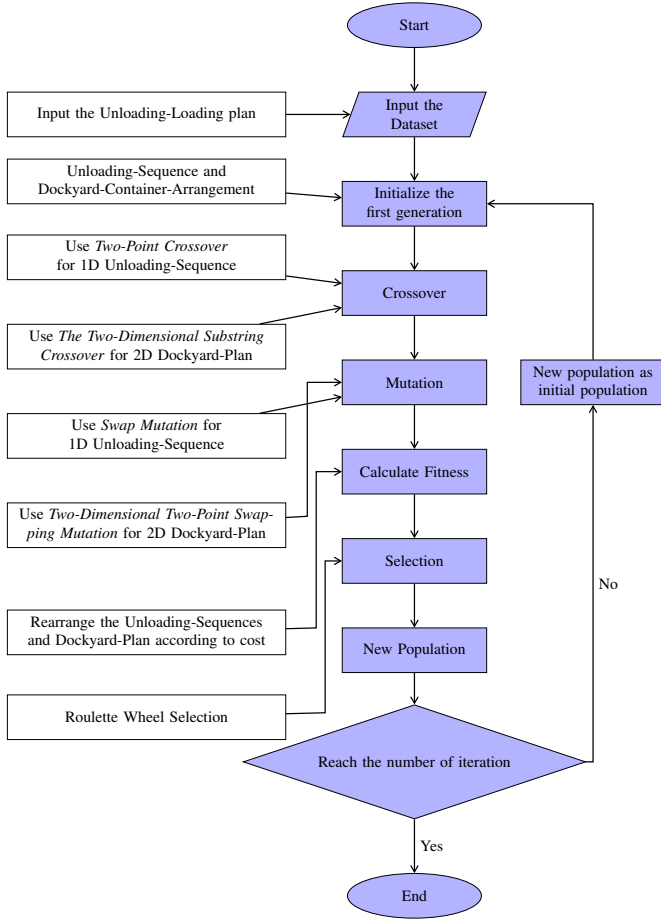 Start
Input the Unloading-Loading plan
Input the
Dataset
Unloading-Sequence and
Dockyard-Container-Arrangement
Initialize the
first generation
Use Two-Point Crossover
for 1D Unloading-Sequence
Crossover
Use The Two-Dimensional Substring
Crossover for 2D Dockyard-Plan
Mutation
New population as
initial population
Use Swap Mutation for
1D Unloading-Sequence
Calculate Fitness
Use Two-Dimensional Two-Point Swap-
ping Mutation for 2D Dockyard-Plan
Selection
No
Rearrange the Unloading-Sequences
and Dockyard-Plan according to cost
New Population
Roulette Wheel Selection
Reach the number of iteration
Yes
End